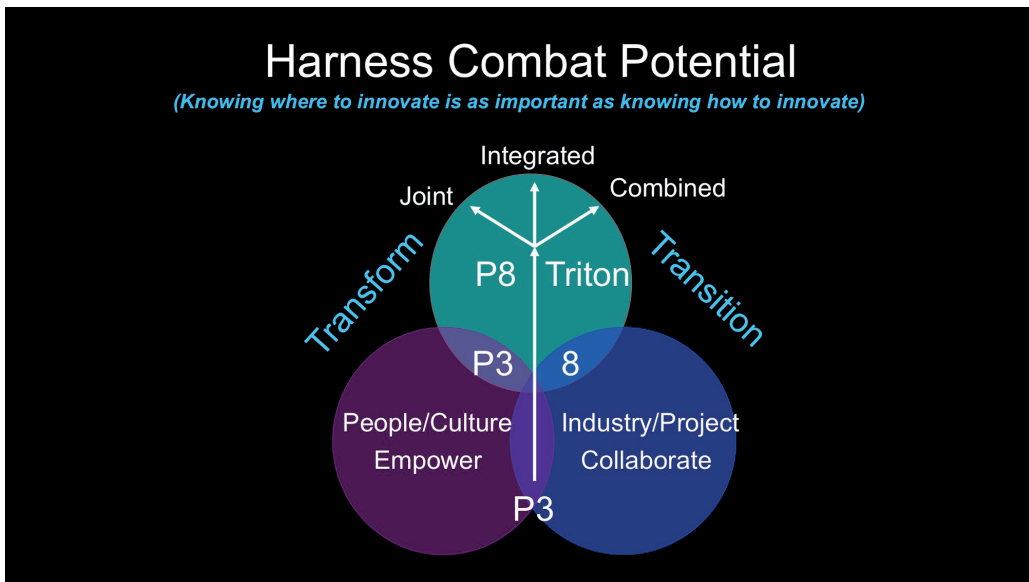 Harness Combat Potential
(Knowing where to innovate is as important as knowing how to innovate)
Integrated
Joint
Combined
Transform
Transition
P8 Triton
P3 8
People/Culture
Empower
Industry/Project
Collaborate
P3